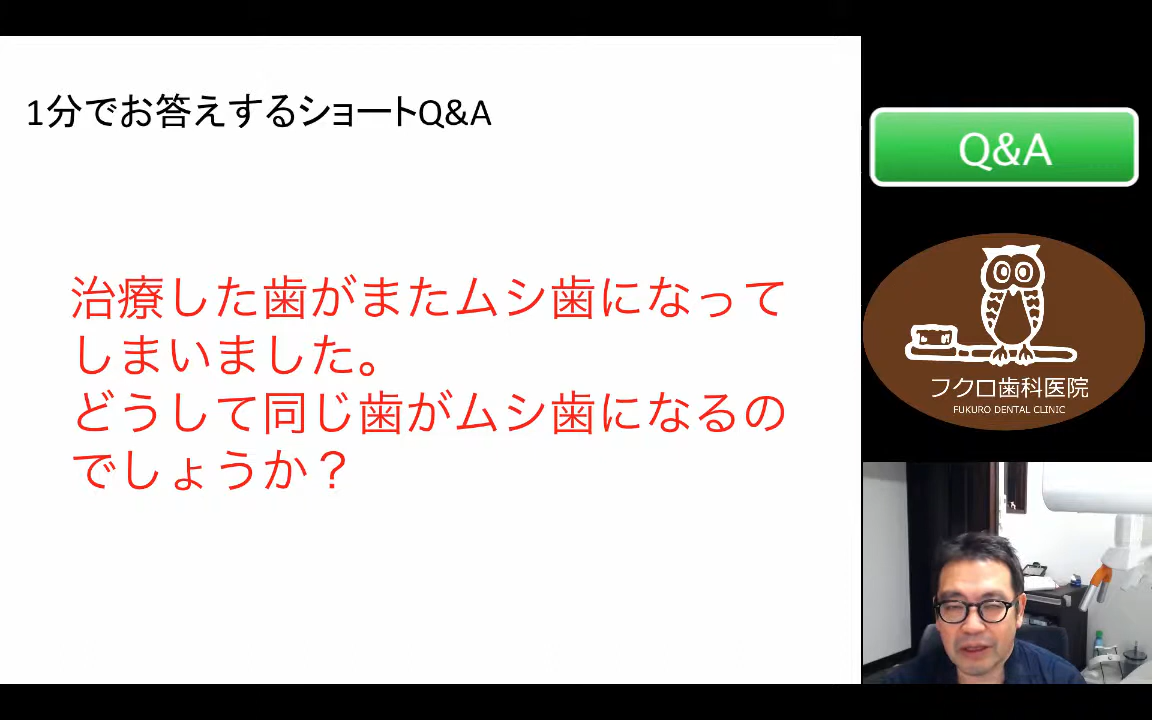 1分でお答えするショートQ&A
治療した歯がまたムシ歯になって
しまいました。
どうして同じ歯がムシ歯になるの
でしょうか？
Q&A
フクロ歯科医院
FUKURO DENTAL CLINIC